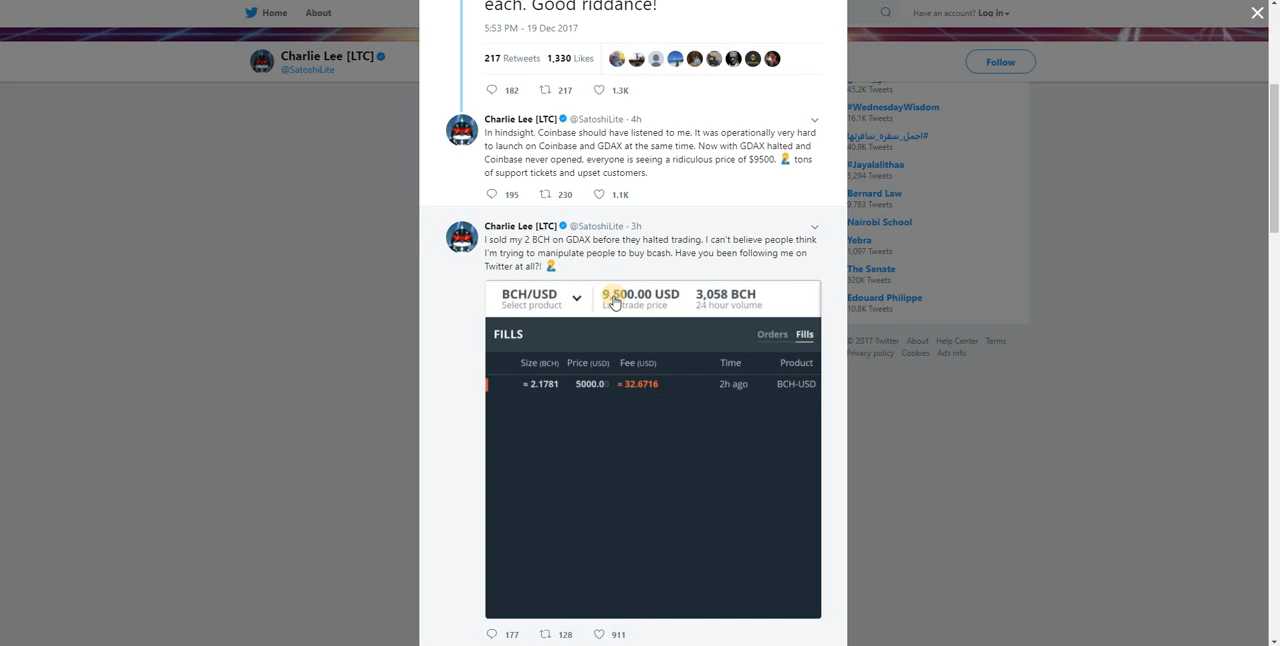 Home About
Have an account? Log in
Charlie Lee [LTC]
@SatoshiLite
Follow
each. Good riddance!
5:53 PM - 19 Dec 2017
217 Retweets 1,330 Likes
182 217 1.3K
Charlie Lee [LTC] @SatoshiLite · 4h
In hindsight, Coinbase should have listened to me. It was operationally very hard
to launch on Coinbase and GDAX at the same time. Now with GDAX halted and
Coinbase never opened, everyone is seeing a ridiculous price of $9500. 🤦 tons
of support tickets and upset customers.
195 230 1.1K
Charlie Lee [LTC] @SatoshiLite · 3h
I sold my 2 BCH on GDAX before they halted trading. I can't believe people think
I'm trying to manipulate people to buy bcash. Have you been following me on
Twitter at all?! 🤦
BCH/USD 9,500.00 USD 3,058 BCH
Select product Last trade price 24 hour volume
FILLS Orders Fills
Size (BCH) Price (USD) Fee (USD) Time Product
≈ 2.1781 5000.00 ≈ 32.6716 2h ago BCH-USD
177 128 911
45.2K Tweets
#WednesdayWisdom
16.1K Tweets
#احمل_سفره_سافرتها
40.9K Tweets
#Jayalalithaa
5,294 Tweets
Bernard Law
9,783 Tweets
Nairobi School
Yebra
1,097 Tweets
The Senate
320K Tweets
Edouard Philippe
10.8K Tweets
© 2017 Twitter About Help Center Terms
Privacy policy Cookies Ads info